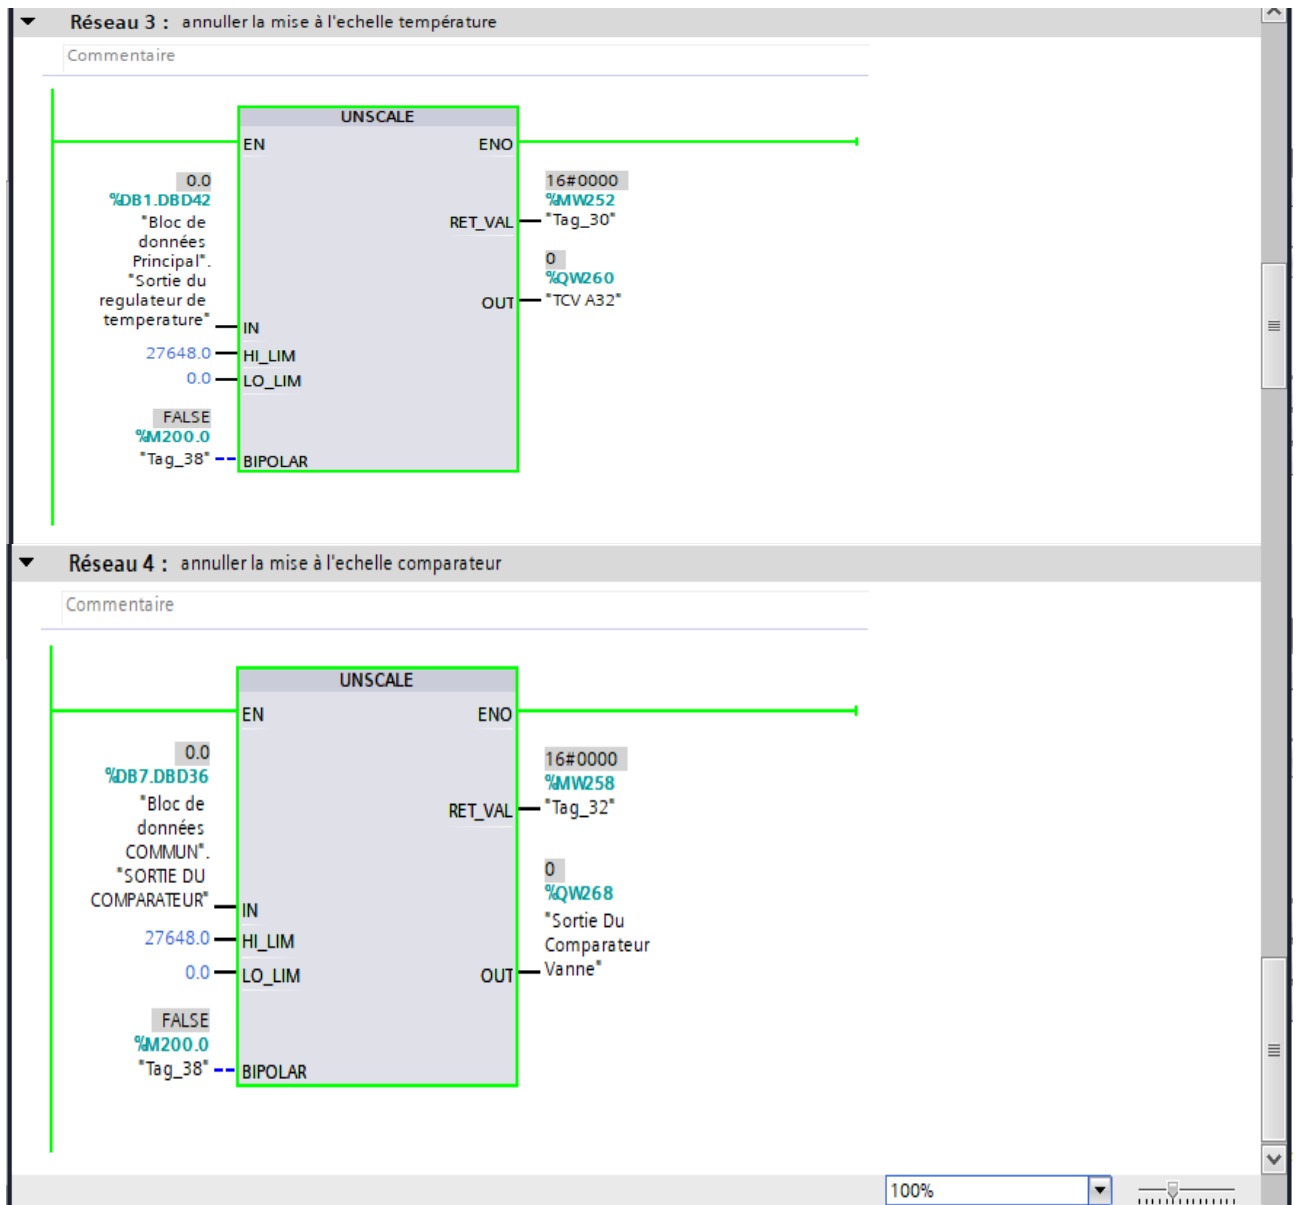 Réseau 3 : annuller la mise à l'echelle température
Commentaire
UNSCALE
EN ENO
0.0
%DB1.DBD42
"Bloc de
données
Principal".
"Sortie du
regulateur de
temperature"
IN
27648.0 HI_LIM
0.0 LO_LIM
FALSE
%M200.0
"Tag_38" BIPOLAR
16#0000
%MW252
RET_VAL "Tag_30"
0
%QW260
OUT "TCV A32"
Réseau 4 : annuller la mise à l'echelle comparateur
Commentaire
UNSCALE
EN ENO
0.0
%DB7.DBD36
"Bloc de
données
COMMUN".
"SORTIE DU
COMPARATEUR"
IN
27648.0 HI_LIM
0.0 LO_LIM
FALSE
%M200.0
"Tag_38" BIPOLAR
16#0000
%MW258
RET_VAL "Tag_32"
0
%QW268
"Sortie Du
Comparateur
OUT Vanne"
100%